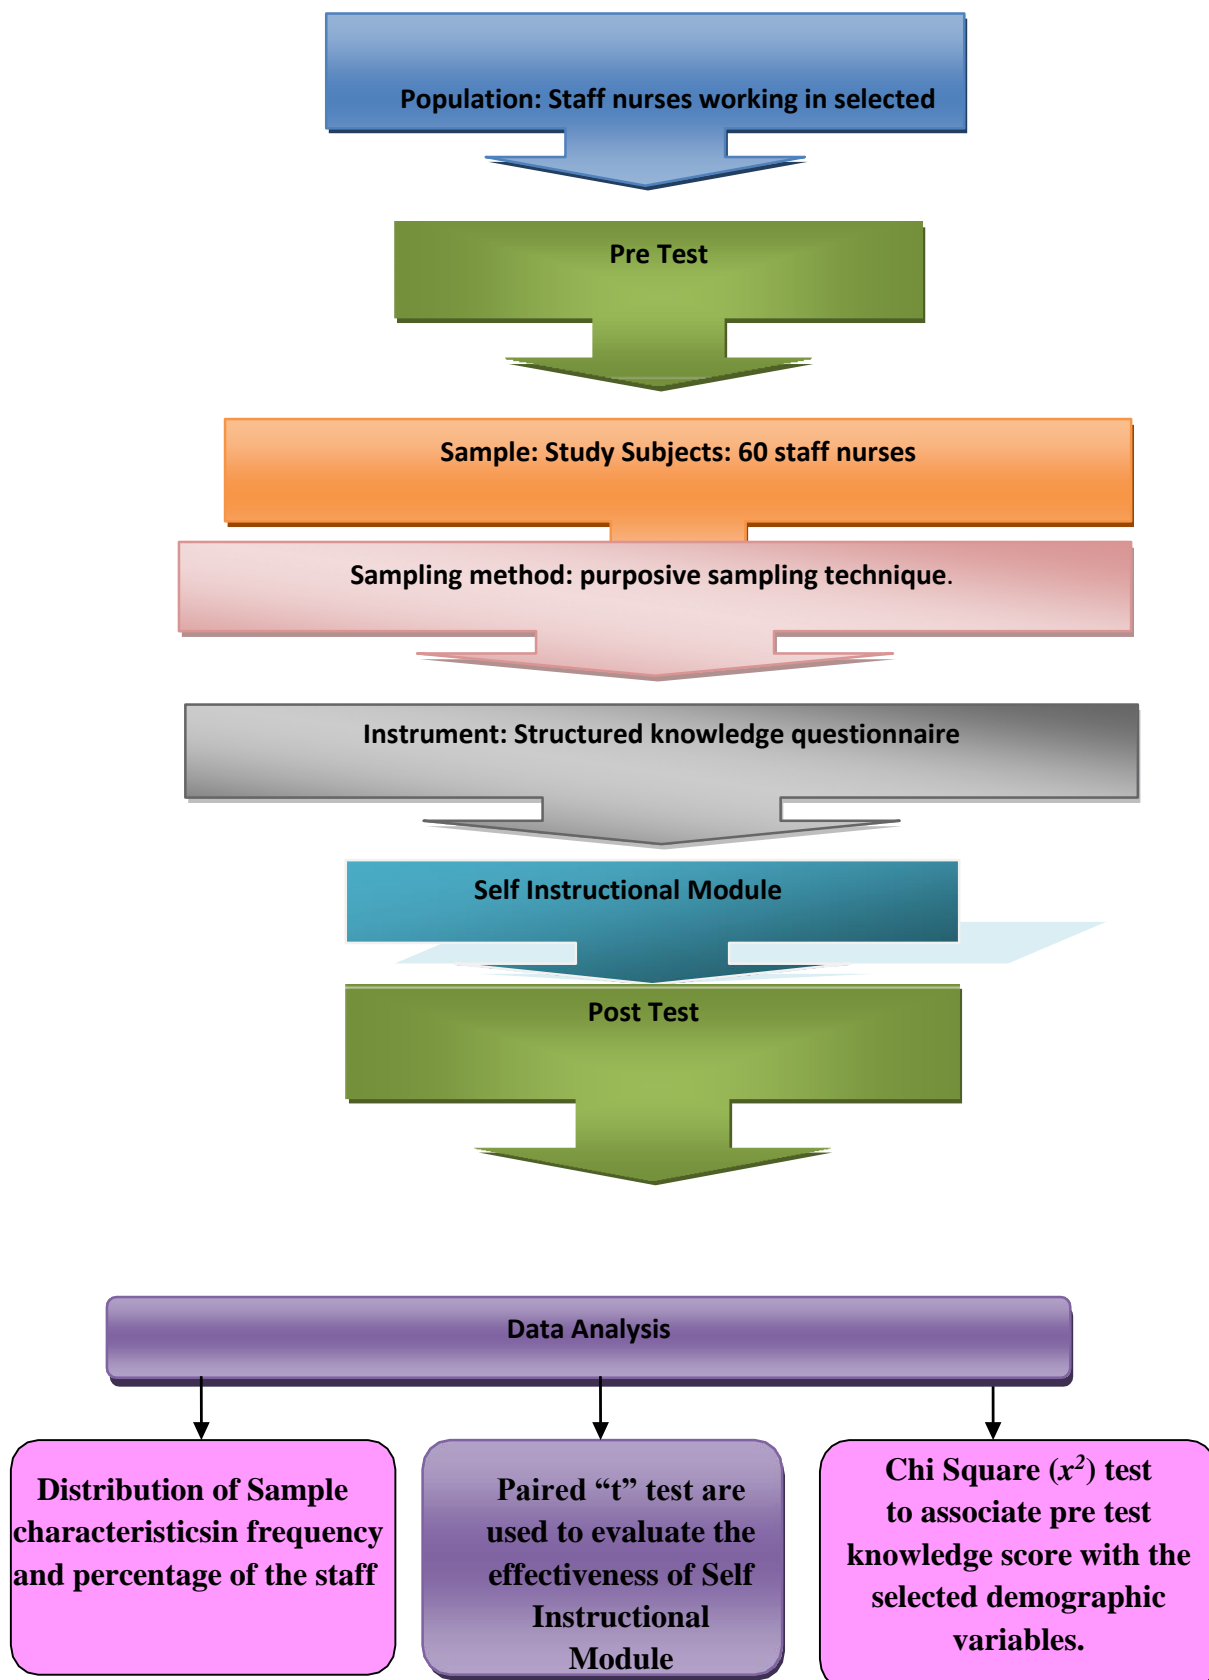 Population: Staff nurses working in selected
Pre Test
Sample: Study Subjects: 60 staff nurses
Sampling method: purposive sampling technique.
Instrument: Structured knowledge questionnaire
Self Instructional Module
Post Test
Data Analysis
Distribution of Sample
characteristicsin frequency
and percentage of the staff
Paired “t” test are
used to evaluate the
effectiveness of Self
Instructional
Module
Chi Square (x²) test
to associate pre test
knowledge score with the
selected demographic
variables.